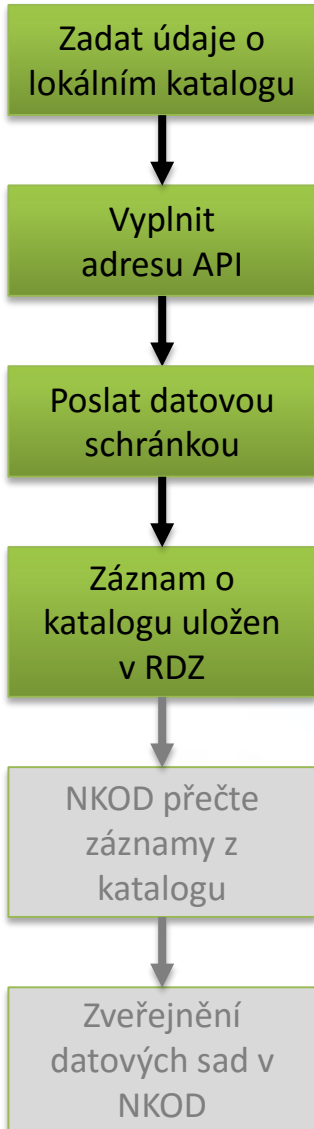 Zadat údaje o
lokálním katalogu
Vyplnit
adresu API
Poslat datovou
schránkou
Záznam o
katalogu uložen
v RDZ
NKOD přečte
záznamy z
katalogu
Zveřejnění
datových sad v
NKOD